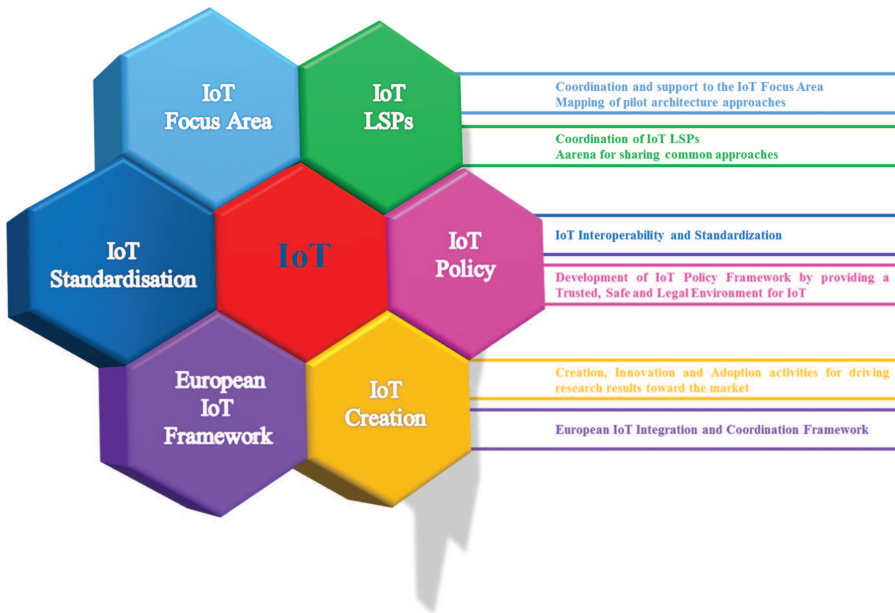 IoT
Focus Area
IoT
LSPs
IoT
Standardisation
IoT
IoT
Policy
European
IoT
Framework
IoT
Creation
Coordination and support to the IoT Focus Area
Mapping of pilot architecture approaches
Coordination of IoT LSPs
Aarena for sharing common approaches
IoT Interoperability and Standardization
Development of IoT Policy Framework by providing a
Trusted, Safe and Legal Environment for IoT
Creation, Innovation and Adoption activities for driving
research results toward the market
European IoT Integration and Coordination Framework